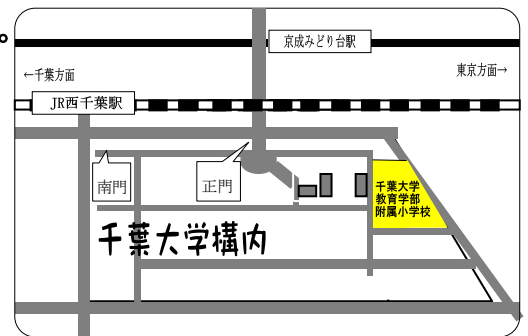 。
京成みどり台駅
←千葉方面
東京方面→
JR西千葉駅
南門
正門
千葉大学
教育学部
附属小学校
千葉大学構内